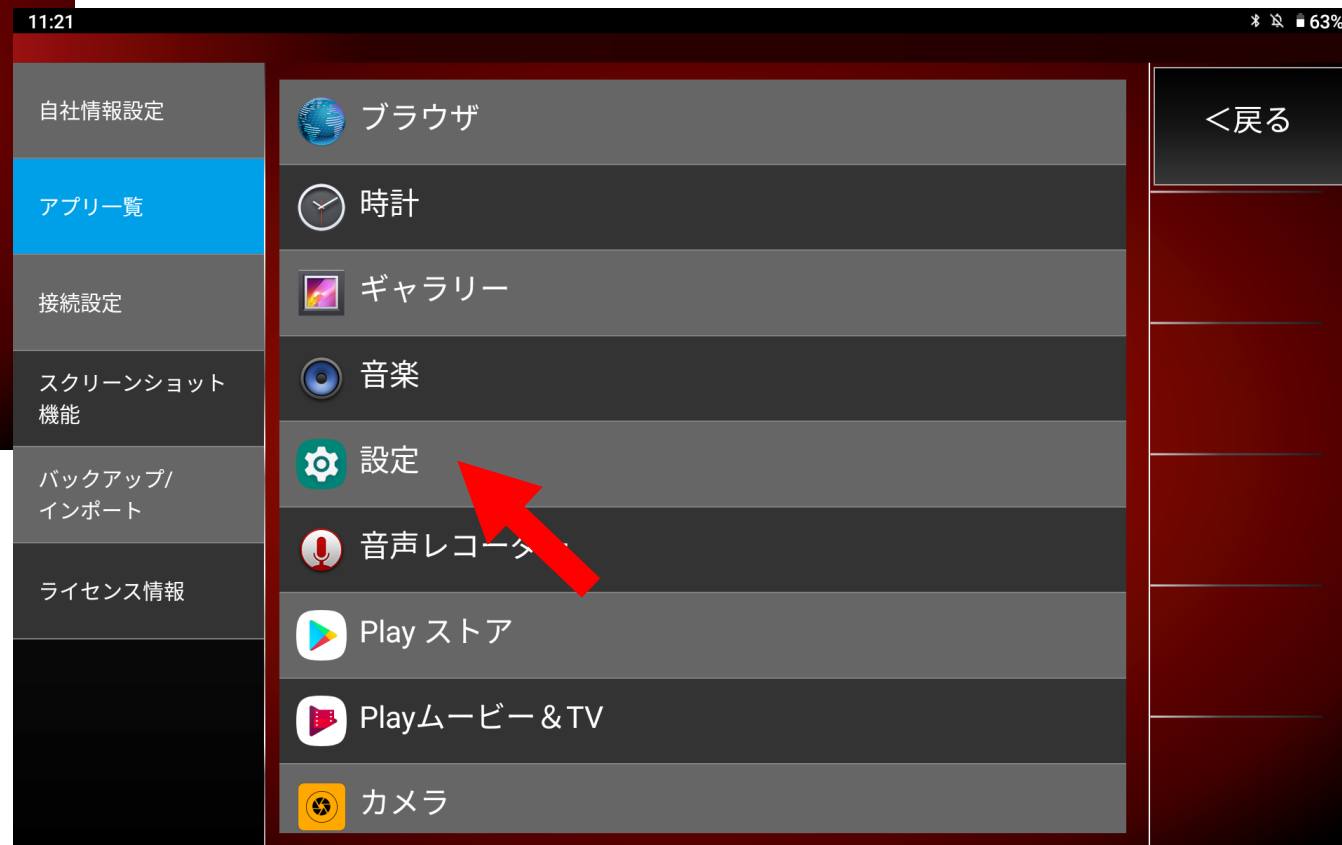 11:21
63%
自社情報設定
アプリ一覧
接続設定
スクリーンショット
機能
バックアップ/
インポート
ライセンス情報
ブラウザ
時計
ギャラリー
音楽
設定
音声レコーダー
Play ストア
Playムービー＆TV
カメラ
＜戻る